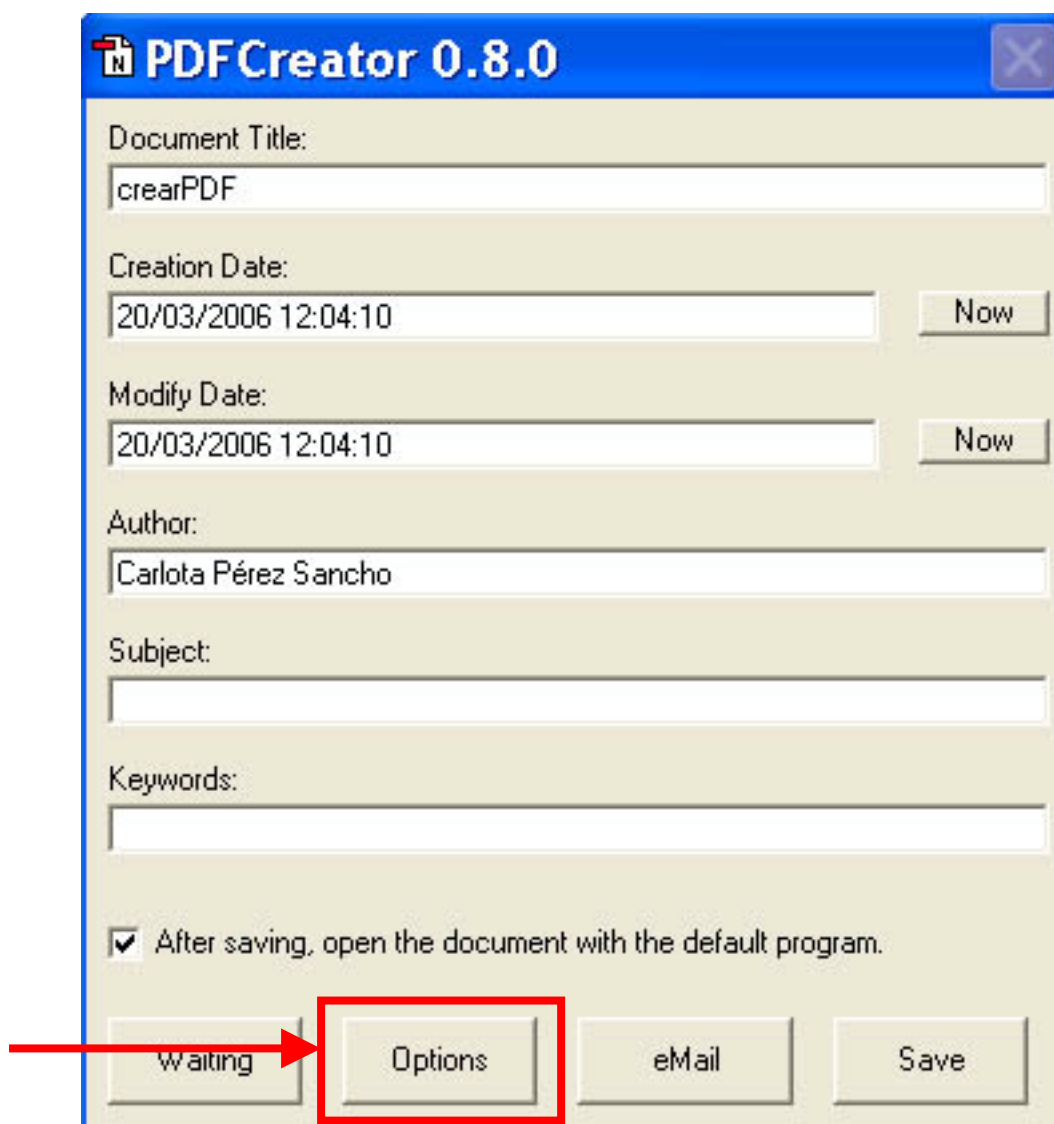 PDFCreator 0.8.0
Document Title:
crearPDF
Creation Date:
20/03/2006 12:04:10
Now
Modify Date:
20/03/2006 12:04:10
Now
Author:
Carlota Pérez Sancho
Subject:
Keywords:
After saving, open the document with the default program.
Waiting Options eMail Save